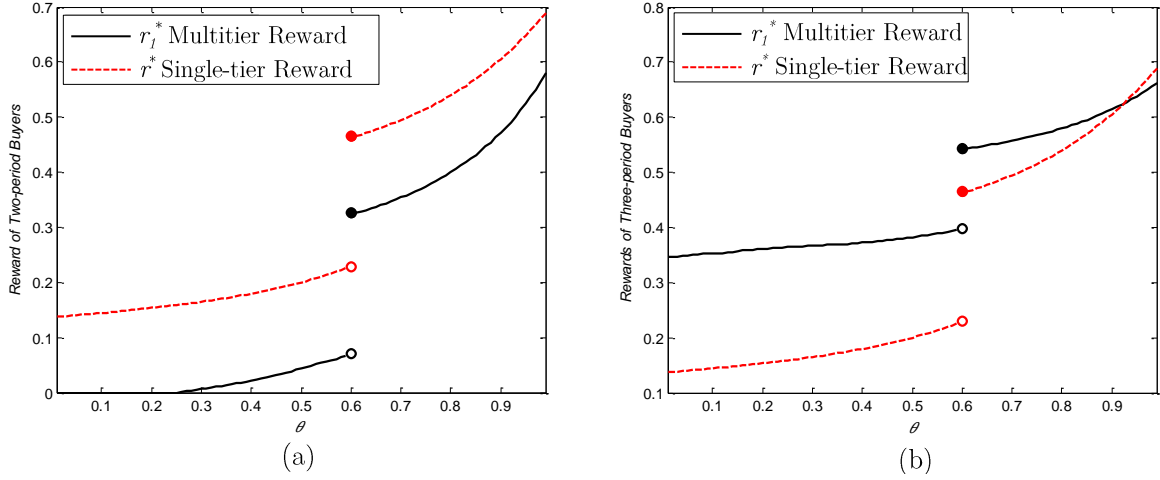 0.7
0.6
0.5
0.4
0.3
0.2
0.1
0
Reward of Two-period Buyers
r₁* Multitier Reward
r* Single-tier Reward
0.1 0.2 0.3 0.4 0.5 0.6 0.7 0.8 0.9
θ
(a)
0.8
0.7
0.6
0.5
0.4
0.3
0.2
0.1
Rewards of Three-period Buyers
r₁* Multitier Reward
r* Single-tier Reward
0.1 0.2 0.3 0.4 0.5 0.6 0.7 0.8 0.9
θ
(b)